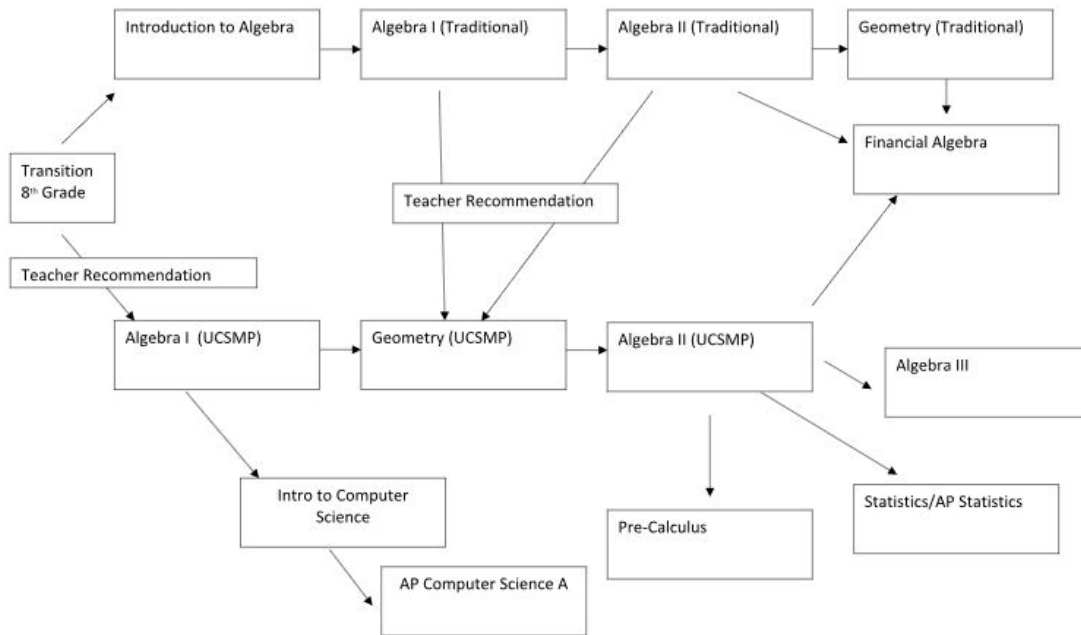 Introduction to Algebra
Algebra I (Traditional)
Algebra II (Traditional)
Geometry (Traditional)
Financial Algebra
Transition
8th Grade
Teacher Recommendation
Teacher Recommendation
Algebra I  (UCSMP)
Geometry (UCSMP)
Algebra II (UCSMP)
Algebra III
Intro to Computer
Science
Statistics/AP Statistics
Pre-Calculus
AP Computer Science A